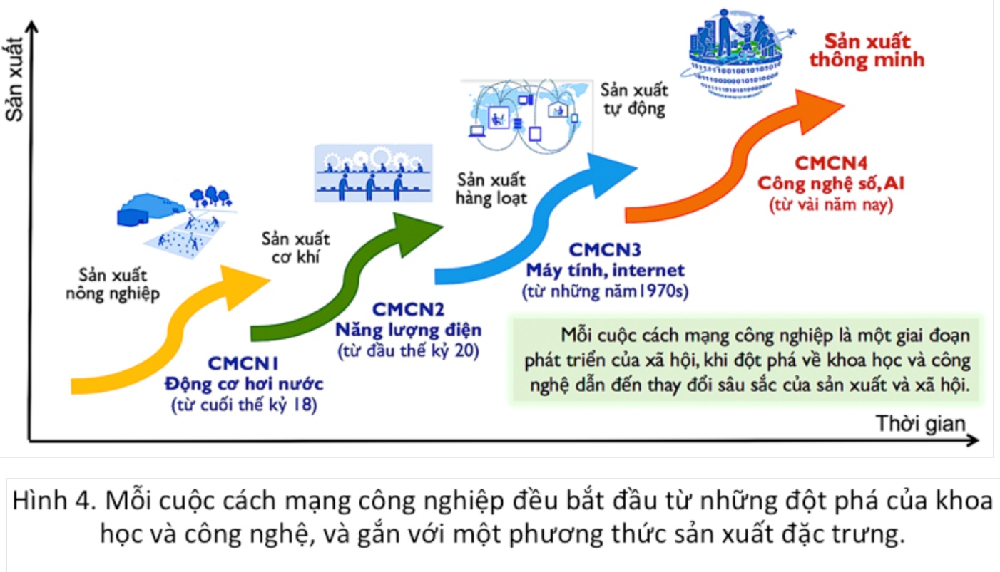 Sản xuất
Sản xuất
nông nghiệp
CMCN1
Động cơ hơi nước
(từ cuối thế kỷ 18)
Sản xuất
cơ khí
CMCN2
Năng lượng điện
(từ đầu thế kỷ 20)
Sản xuất
hàng loạt
CMCN3
Máy tính, internet
(từ những năm1970s)
Sản xuất
tự động
CMCN4
Công nghệ số, AI
(từ vài năm nay)
Sản xuất
thông minh
Mỗi cuộc cách mạng công nghiệp là một giai đoạn
phát triển của xã hội, khi đột phá về khoa học và công
nghệ dẫn đến thay đổi sâu sắc của sản xuất và xã hội.
Thời gian
Hình 4. Mỗi cuộc cách mạng công nghiệp đều bắt đầu từ những đột phá của khoa
học và công nghệ, và gắn với một phương thức sản xuất đặc trưng.